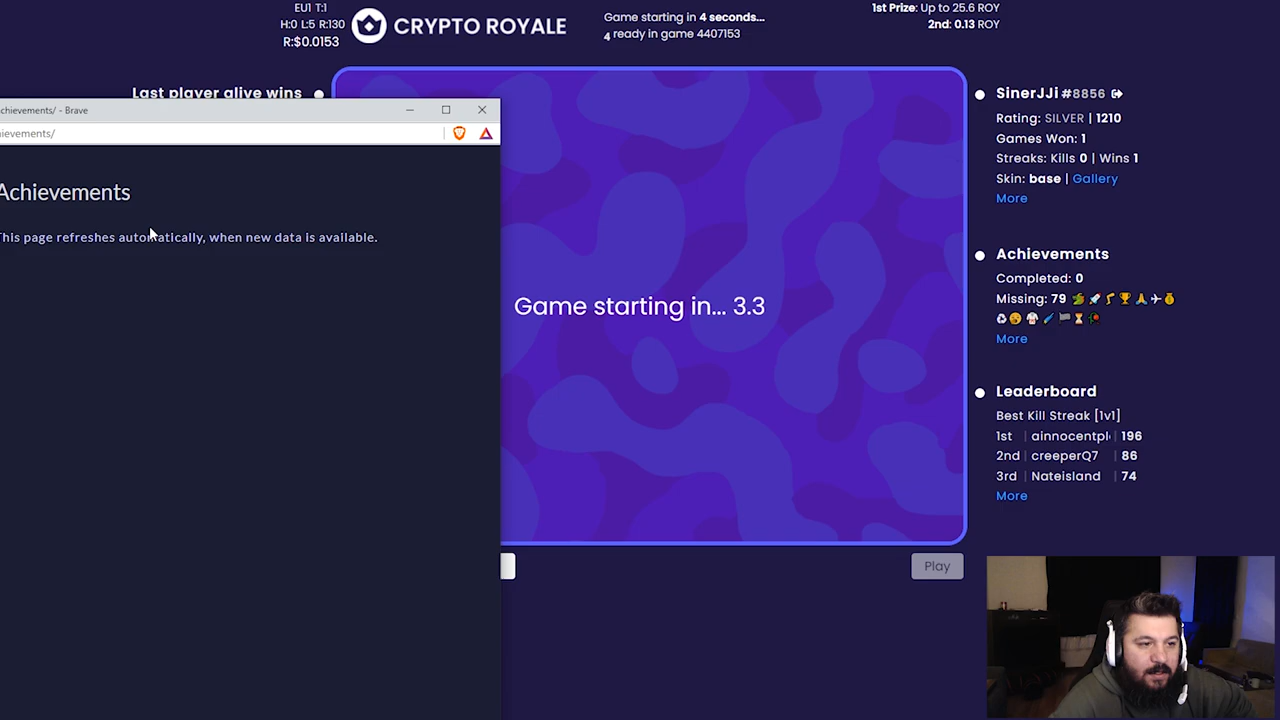 EU1 T:1
H:0 L:5 R:130
R:$0.0153
CRYPTO ROYALE
Game starting in 4 seconds...
4 ready in game 4407153
1st Prize: Up to 25.6 ROY
2nd: 0.13 ROY
Last player alive wins
chievements/ - Brave
ievements/
Achievements
This page refreshes automatically, when new data is available.
Game starting in... 3.3
Play
SinerJJi #8856
Rating: SILVER | 1210
Games Won: 1
Streaks: Kills 0 | Wins 1
Skin: base | Gallery
More
Achievements
Completed: 0
Missing: 79
More
Leaderboard
Best Kill Streak [1v1]
1st | ainnocentpl | 196
2nd | creeperQ7 | 86
3rd | Nateisland | 74
More